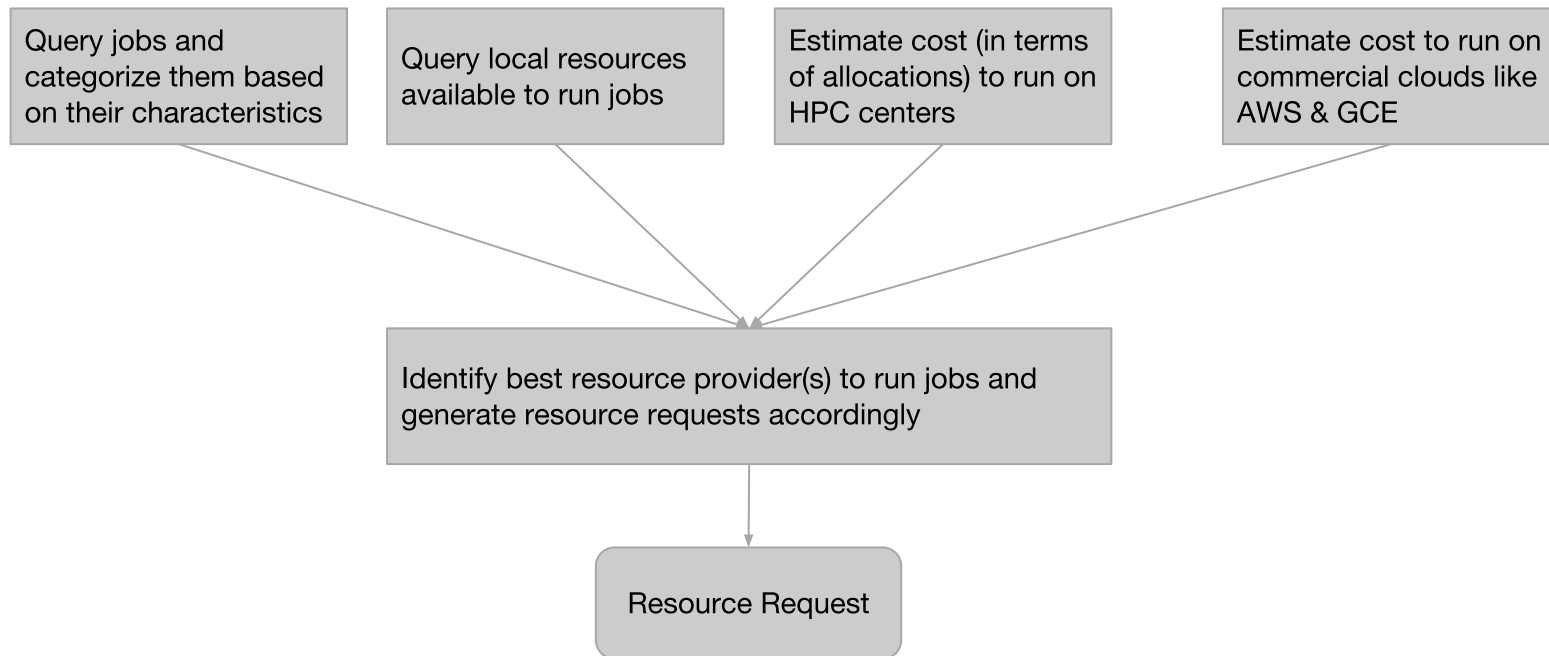 Query jobs and
categorize them based
on their characteristics
Query local resources
available to run jobs
Estimate cost (in terms
of allocations) to run on
HPC centers
Estimate cost to run on
commercial clouds like
AWS & GCE
Identify best resource provider(s) to run jobs and
generate resource requests accordingly
Resource Request